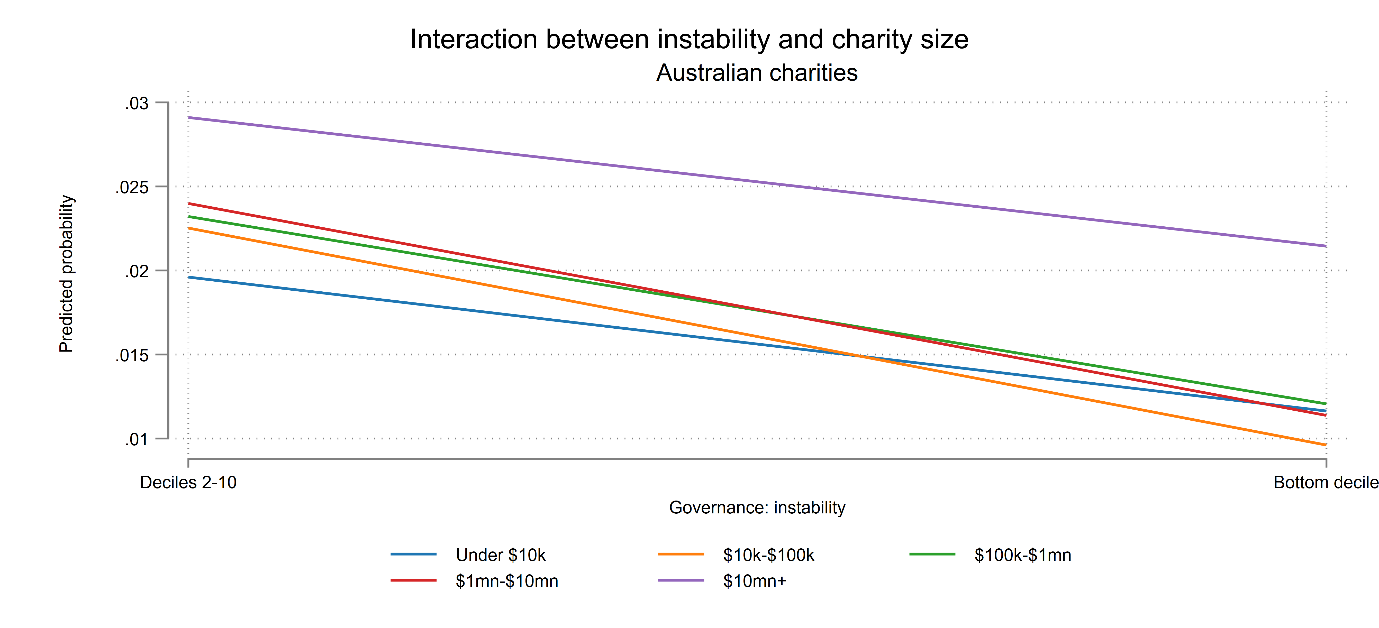 Interaction between instability and charity size
Australian charities
Predicted probability
.03
.025
.02
.015
.01
Deciles 2-10
Bottom decile
Governance: instability
Under $10k
$10k-$100k
$100k-$1mn
$1mn-$10mn
$10mn+